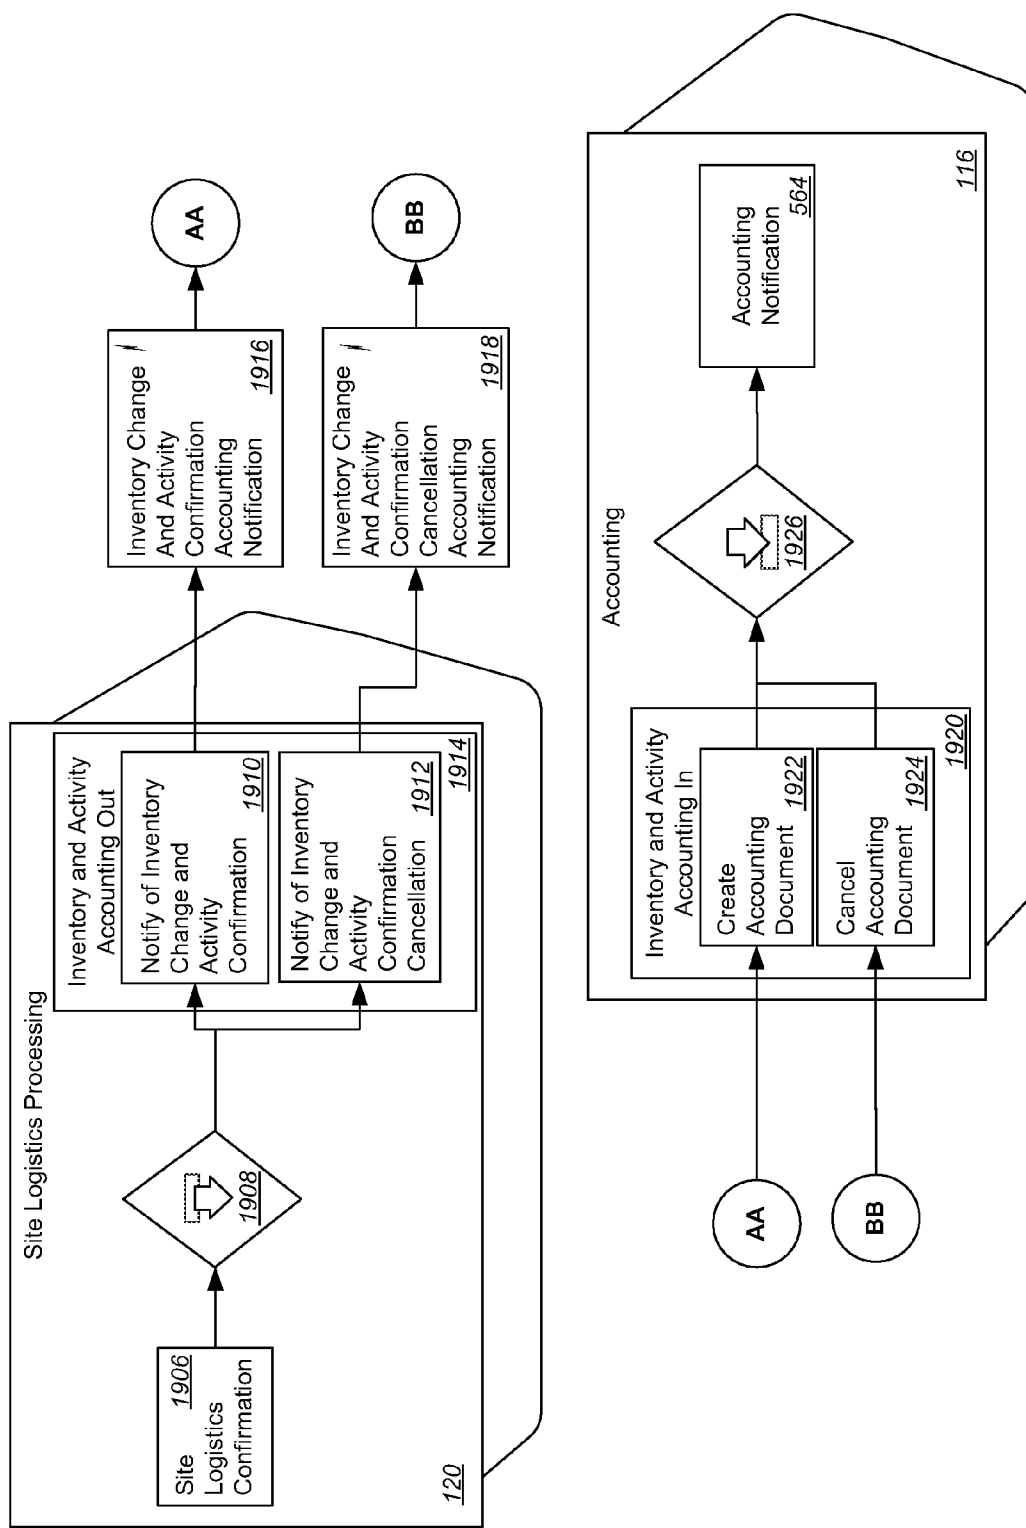 Site Logistics Processing
Site
1906
Logistics
Confirmation
1908
Inventory and Activity
Accounting Out
Notify of Inventory
Change and
Activity
Confirmation
1910
Notify of Inventory
Change and
Activity
Confirmation
Cancellation
1912
1914
120
Inventory Change
And Activity
Confirmation
Accounting
Notification
1916
AA
Inventory Change
And Activity
Confirmation
Cancellation
Accounting
Notification
1918
BB
Accounting
AA
BB
Inventory and Activity
Accounting In
Create
Accounting
Document
1922
Cancel
Accounting
Document
1924
1920
1926
Accounting
Notification
564
116